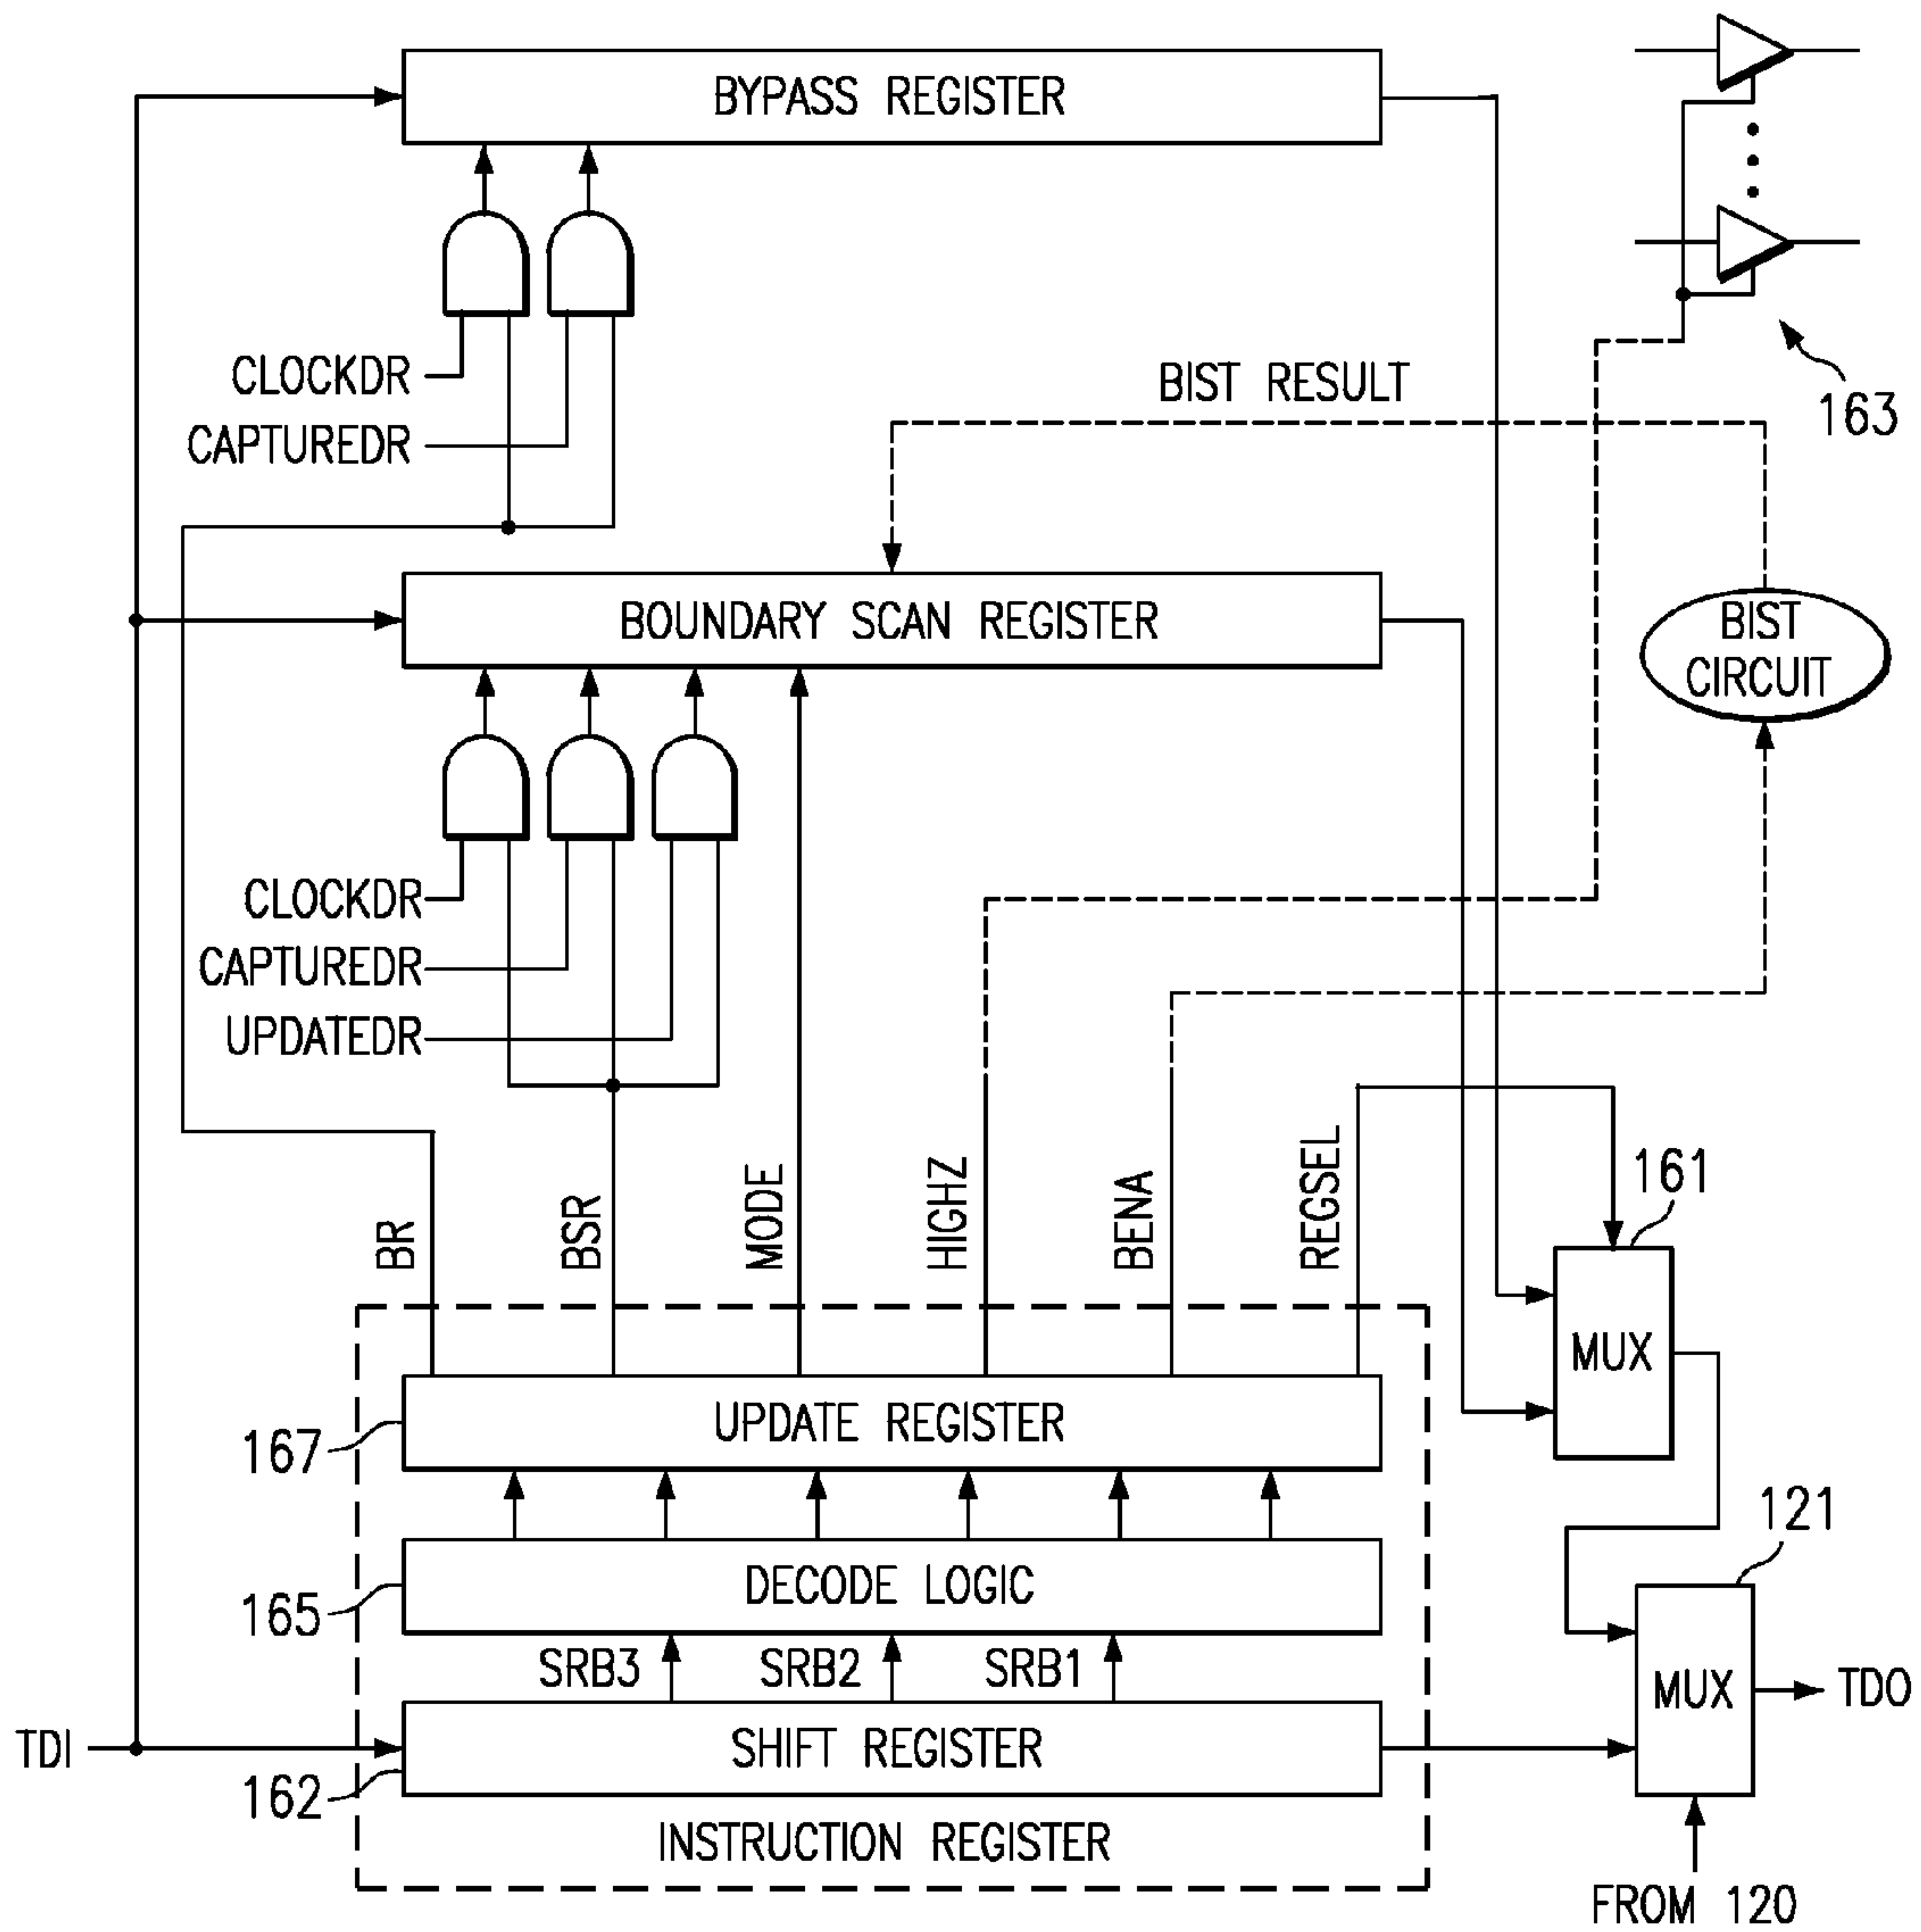 BYPASS REGISTER
CLOCKDR
CAPTUREDR
BIST RESULT
163
BOUNDARY SCAN REGISTER
BIST
CIRCUIT
CLOCKDR
CAPTUREDR
UPDATEDR
BR
BSR
MODE
HIGHZ
BENA
REGSEL
161
MUX
UPDATE REGISTER
167
121
DECODE LOGIC
165
SRB3
SRB2
SRB1
MUX
TDO
TDI
SHIFT REGISTER
162
INSTRUCTION REGISTER
FROM 120